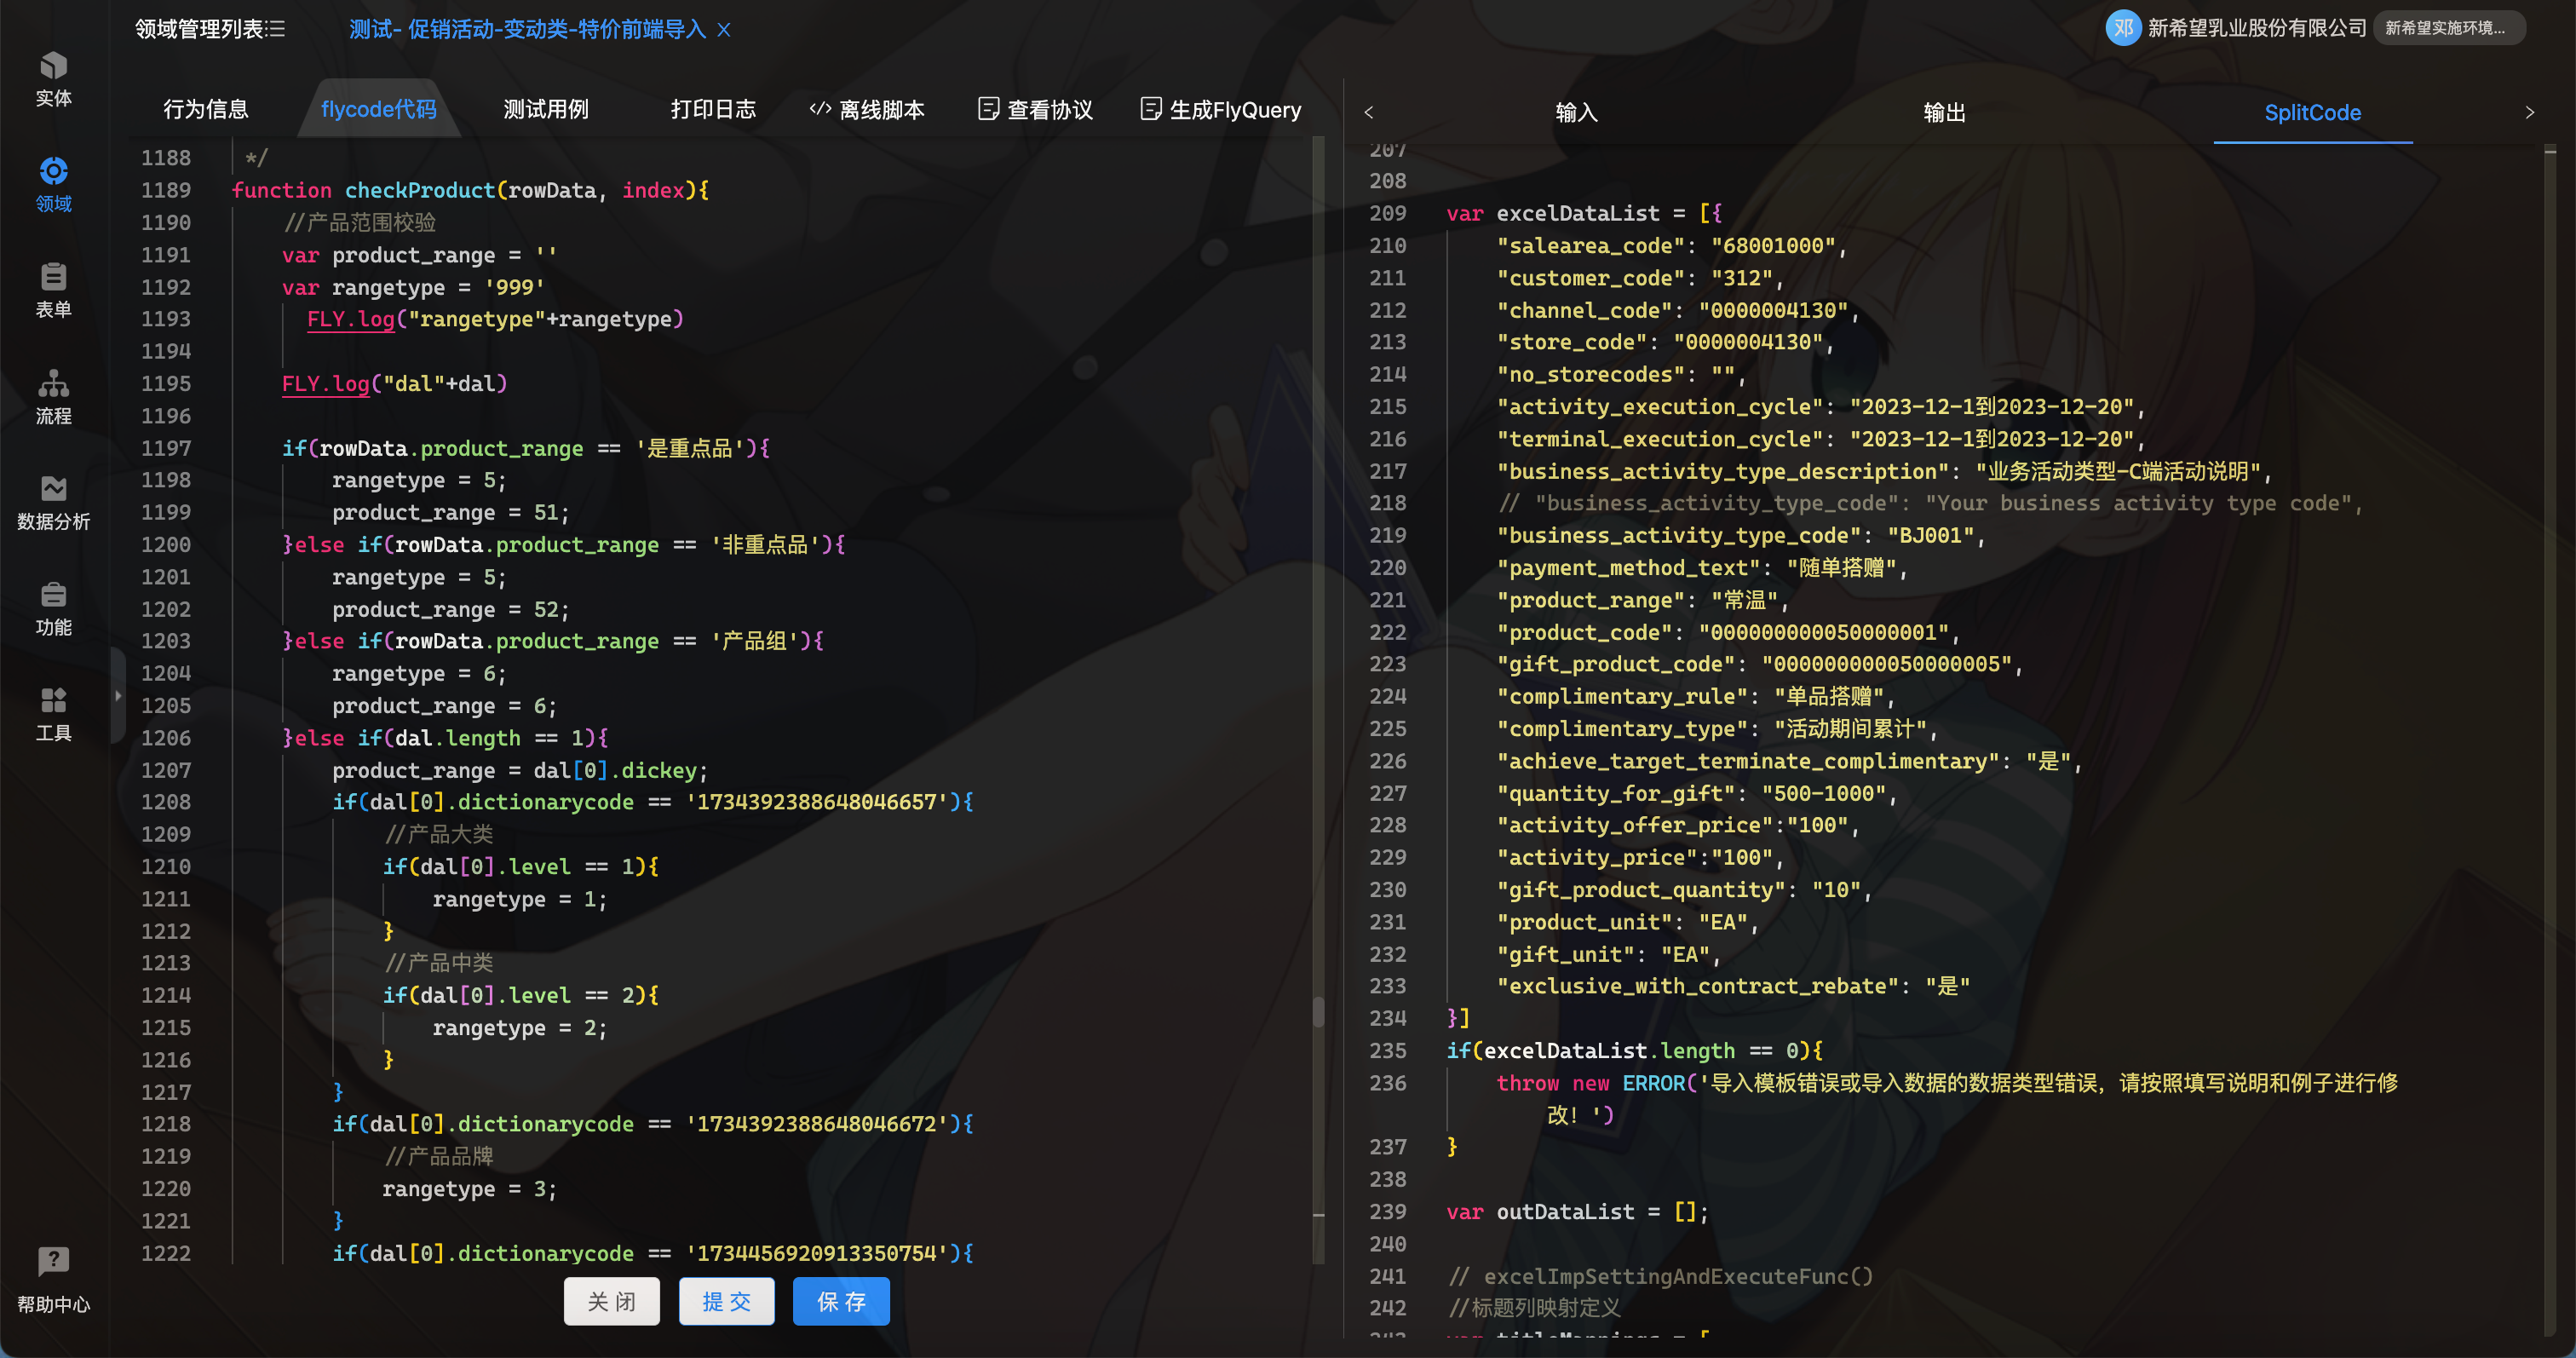 领域管理列表
测试- 促销活动-变动类-特价前端导入 X
邓 新希望乳业股份有限公司 新希望实施环境...
实体
领域
表单
流程
数据分析
功能
工具
帮助中心
行为信息 flycode代码 测试用例 打印日志 </> 离线脚本 查看协议 生成FlyQuery
1188 */
1189 function checkProduct(rowData, index){
1190 //产品范围校验
1191 var product_range = ''
1192 var rangetype = '999'
1193 FLY.log("rangetype"+rangetype)
1194
1195 FLY.log("dal"+dal)
1196
1197 if(rowData.product_range == '是重点品'){
1198 rangetype = 5;
1199 product_range = 51;
1200 }else if(rowData.product_range == '非重点品'){
1201 rangetype = 5;
1202 product_range = 52;
1203 }else if(rowData.product_range == '产品组'){
1204 rangetype = 6;
1205 product_range = 6;
1206 }else if(dal.length == 1){
1207 product_range = dal[0].dickey;
1208 if(dal[0].dictionarycode == '1734392388648046657'){
1209 //产品大类
1210 if(dal[0].level == 1){
1211 rangetype = 1;
1212 }
1213 //产品中类
1214 if(dal[0].level == 2){
1215 rangetype = 2;
1216 }
1217 }
1218 if(dal[0].dictionarycode == '1734392388648046672'){
1219 //产品品牌
1220 rangetype = 3;
1221 }
1222 if(dal[0].dictionarycode == '1734456920913350754'){
关 闭 提 交 保 存
< 输入 输出 SplitCode >
207
208
209 var excelDataList = [{
210 "salearea_code": "68001000",
211 "customer_code": "312",
212 "channel_code": "0000004130",
213 "store_code": "0000004130",
214 "no_storecodes": "",
215 "activity_execution_cycle": "2023-12-1到2023-12-20",
216 "terminal_execution_cycle": "2023-12-1到2023-12-20",
217 "business_activity_type_description": "业务活动类型-C端活动说明",
218 // "business_activity_type_code": "Your business activity type code",
219 "business_activity_type_code": "BJ001",
220 "payment_method_text": "随单搭赠",
221 "product_range": "常温",
222 "product_code": "000000000050000001",
223 "gift_product_code": "000000000050000005",
224 "complimentary_rule": "单品搭赠",
225 "complimentary_type": "活动期间累计",
226 "achieve_target_terminate_complimentary": "是",
227 "quantity_for_gift": "500-1000",
228 "activity_offer_price":"100",
229 "activity_price":"100",
230 "gift_product_quantity": "10",
231 "product_unit": "EA",
232 "gift_unit": "EA",
233 "exclusive_with_contract_rebate": "是"
234 }]
235 if(excelDataList.length == 0){
236 throw new ERROR('导入模板错误或导入数据的数据类型错误，请按照填写说明和例子进行修
改！')
237 }
238
239 var outDataList = [];
240
241 // excelImpSettingAndExecuteFunc()
242 //标题列映射定义
243 var titleMappings = [